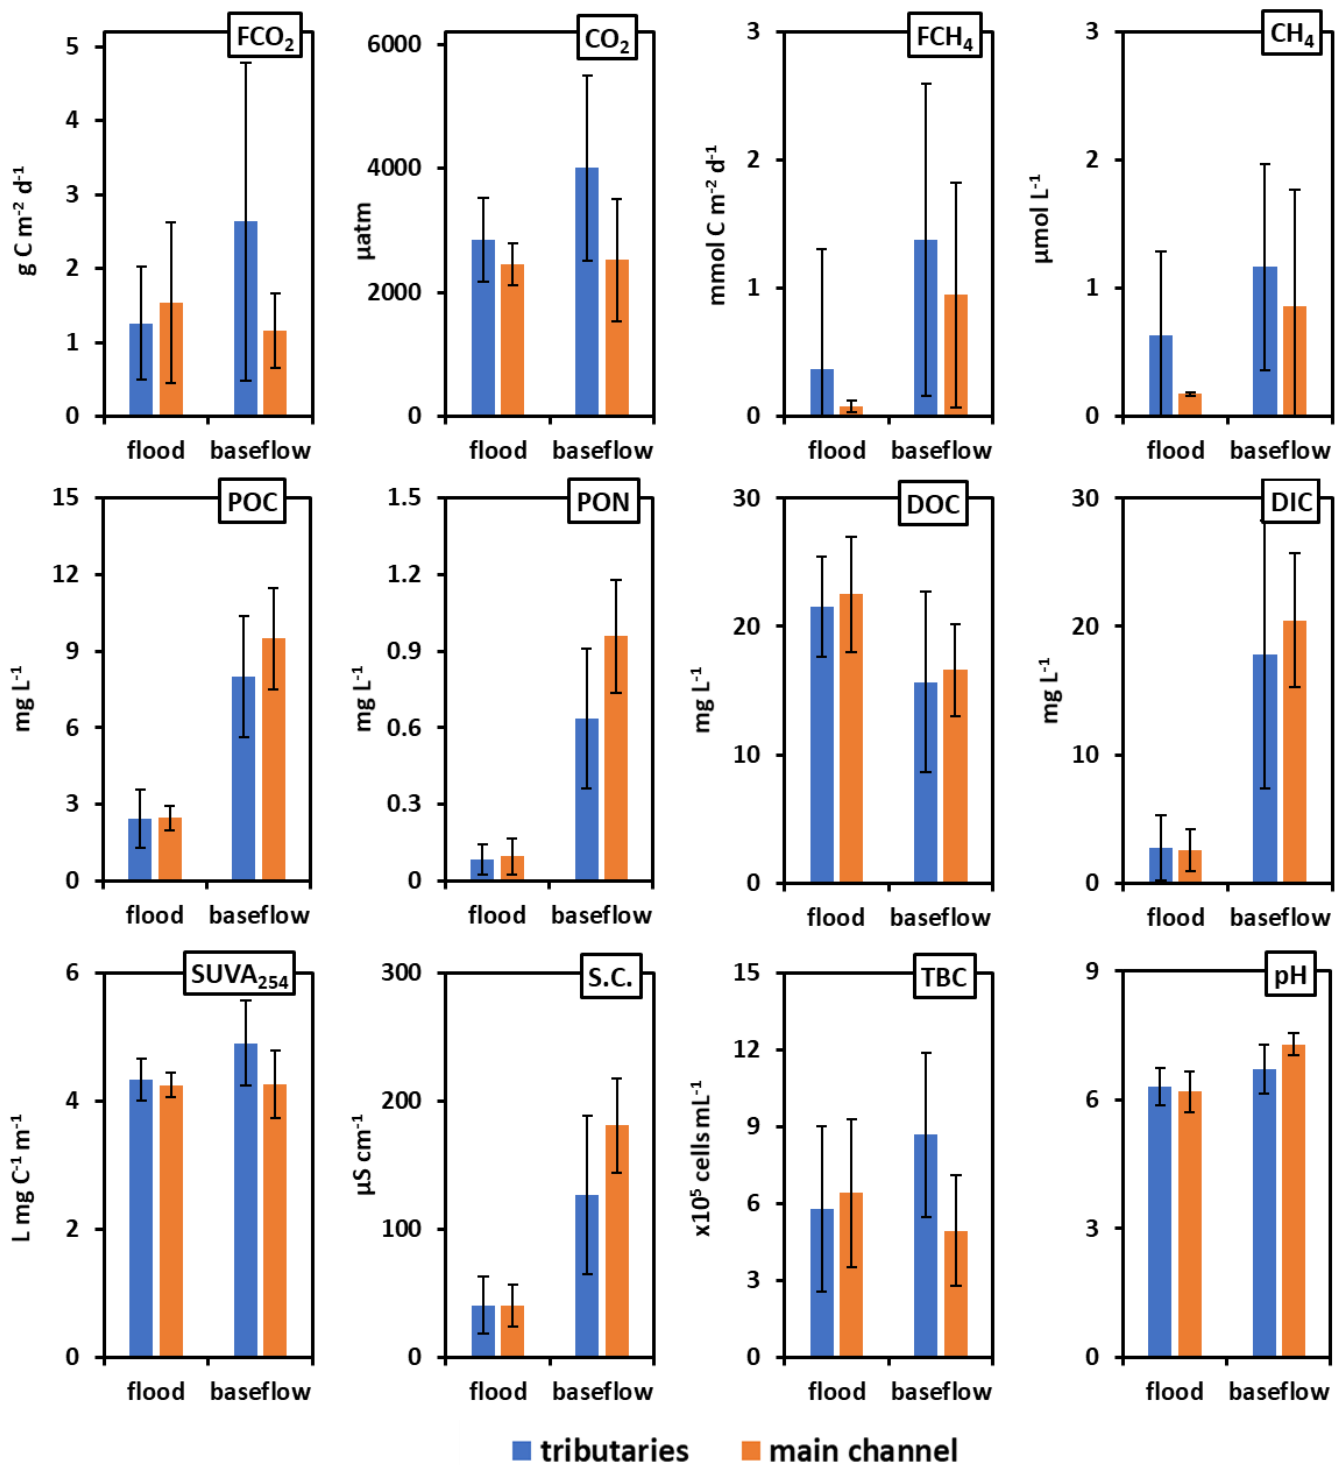 FCO₂
5
4
3
2
1
0
g C m⁻² d⁻¹
flood baseflow
CO₂
6000
4000
2000
0
µatm
flood baseflow
FCH₄
3
2
1
0
mmol C m⁻² d⁻¹
flood baseflow
CH₄
3
2
1
0
µmol L⁻¹
flood baseflow
POC
15
12
9
6
3
0
mg L⁻¹
flood baseflow
PON
1.5
1.2
0.9
0.6
0.3
0
mg L⁻¹
flood baseflow
DOC
30
20
10
0
mg L⁻¹
flood baseflow
DIC
30
20
10
0
mg L⁻¹
flood baseflow
SUVA₂₅₄
6
4
2
0
L mg C⁻¹ m⁻¹
flood baseflow
S.C.
300
200
100
0
µS cm⁻¹
flood baseflow
TBC
15
12
9
6
3
0
x10⁵ cells mL⁻¹
flood baseflow
pH
9
6
3
0
flood baseflow
tributaries main channel